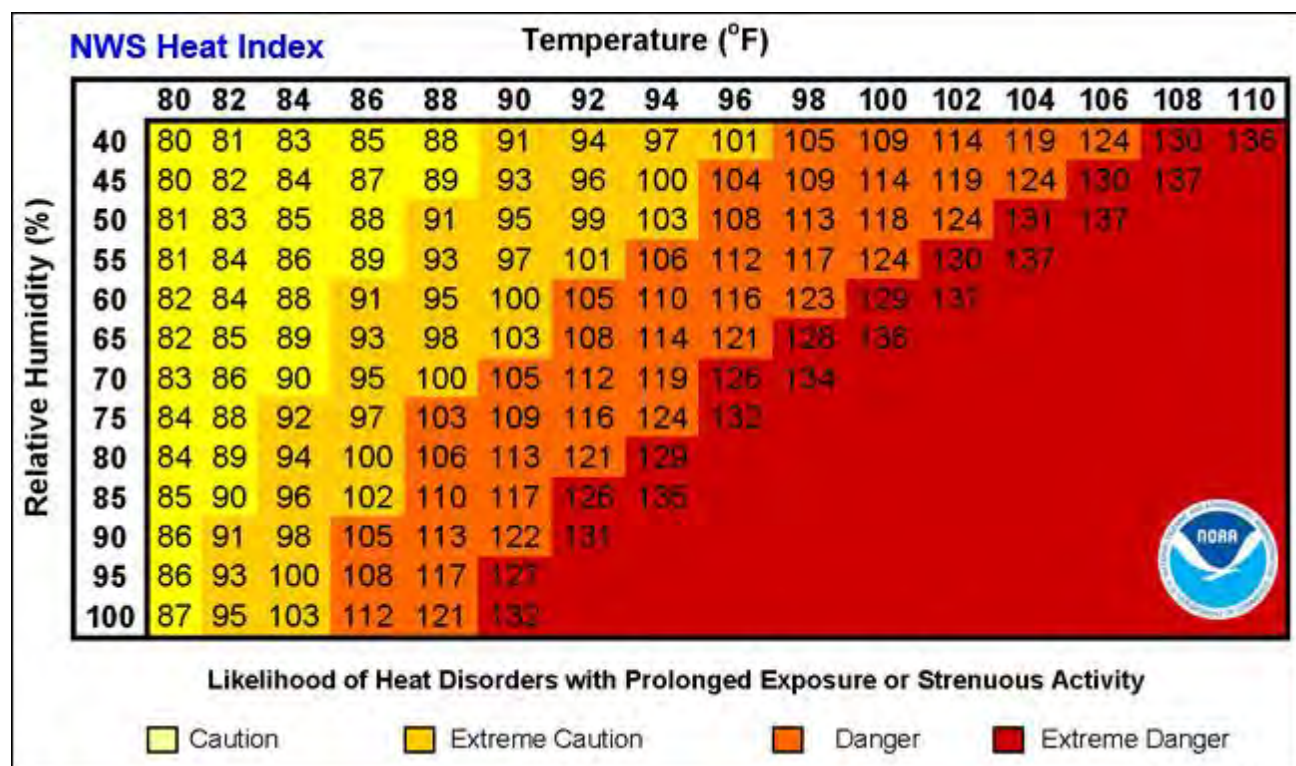 NWS Heat Index Temperature (°F)
80 82 84 86 88 90 92 94 96 98 100 102 104 106 108 110
40 80 81 83 85 88 91 94 97 101 105 109 114 119 124 130 136
45 80 82 84 87 89 93 96 100 104 109 114 119 124 130 137
50 81 83 85 88 91 95 99 103 108 113 118 124 131 137
55 81 84 86 89 93 97 101 106 112 117 124 130 137
60 82 84 88 91 95 100 105 110 116 123 129 137
65 82 85 89 93 98 103 108 114 121 128 136
70 83 86 90 95 100 105 112 119 126 134
75 84 88 92 97 103 109 116 124 132
80 84 89 94 100 106 113 121 129
85 85 90 96 102 110 117 126 135
90 86 91 98 105 113 122 131
95 86 93 100 108 117 127
100 87 95 103 112 121 132
Relative Humidity (%)
NOAA
Likelihood of Heat Disorders with Prolonged Exposure or Strenuous Activity
Caution Extreme Caution Danger Extreme Danger